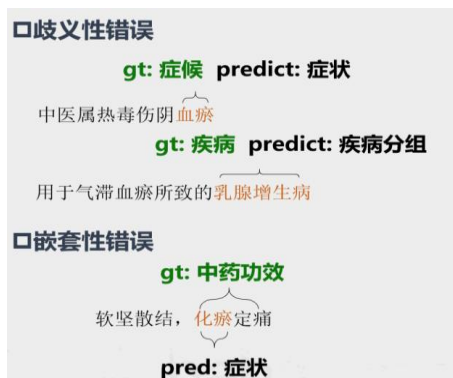 歧义性错误
gt: 症候 predict: 症状
中医属热毒伤阴血瘀
gt: 疾病 predict: 疾病分组
用于气滞血瘀所致的乳腺增生病
嵌套性错误
gt: 中药功效
软坚散结，化瘀定痛
pred: 症状